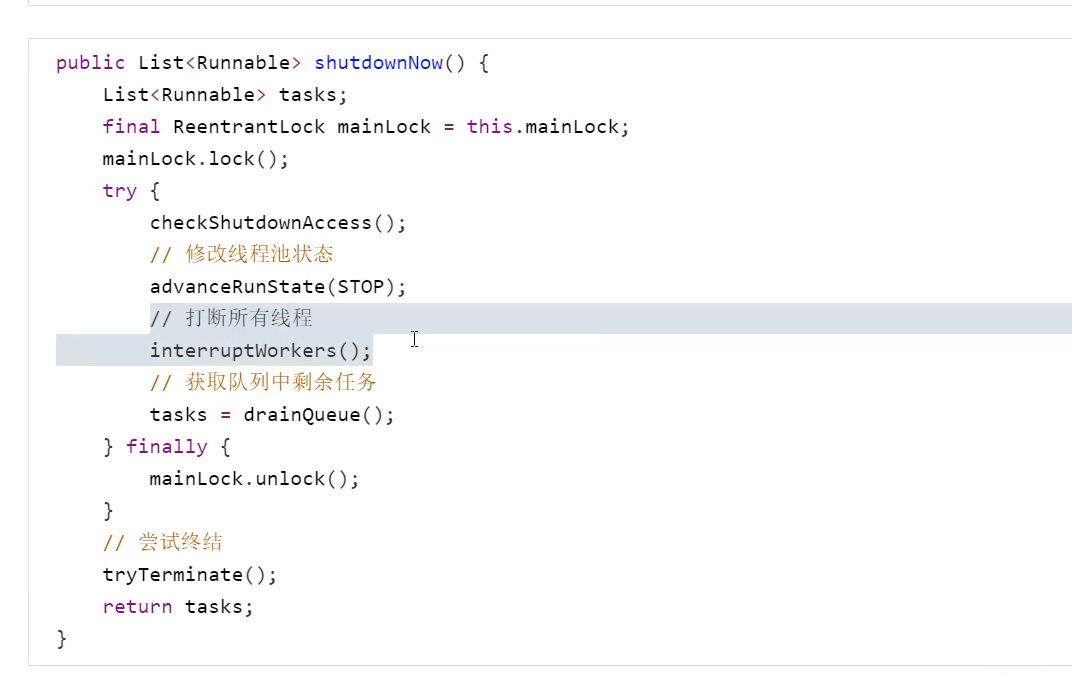 public List<Runnable> shutdownNow() {
    List<Runnable> tasks;
    final ReentrantLock mainLock = this.mainLock;
    mainLock.lock();
    try {
        checkShutdownAccess();
        // 修改线程池状态
        advanceRunState(STOP);
        // 打断所有线程
        interruptWorkers();
        // 获取队列中剩余任务
        tasks = drainQueue();
    } finally {
        mainLock.unlock();
    }
    // 尝试终结
    tryTerminate();
    return tasks;
}